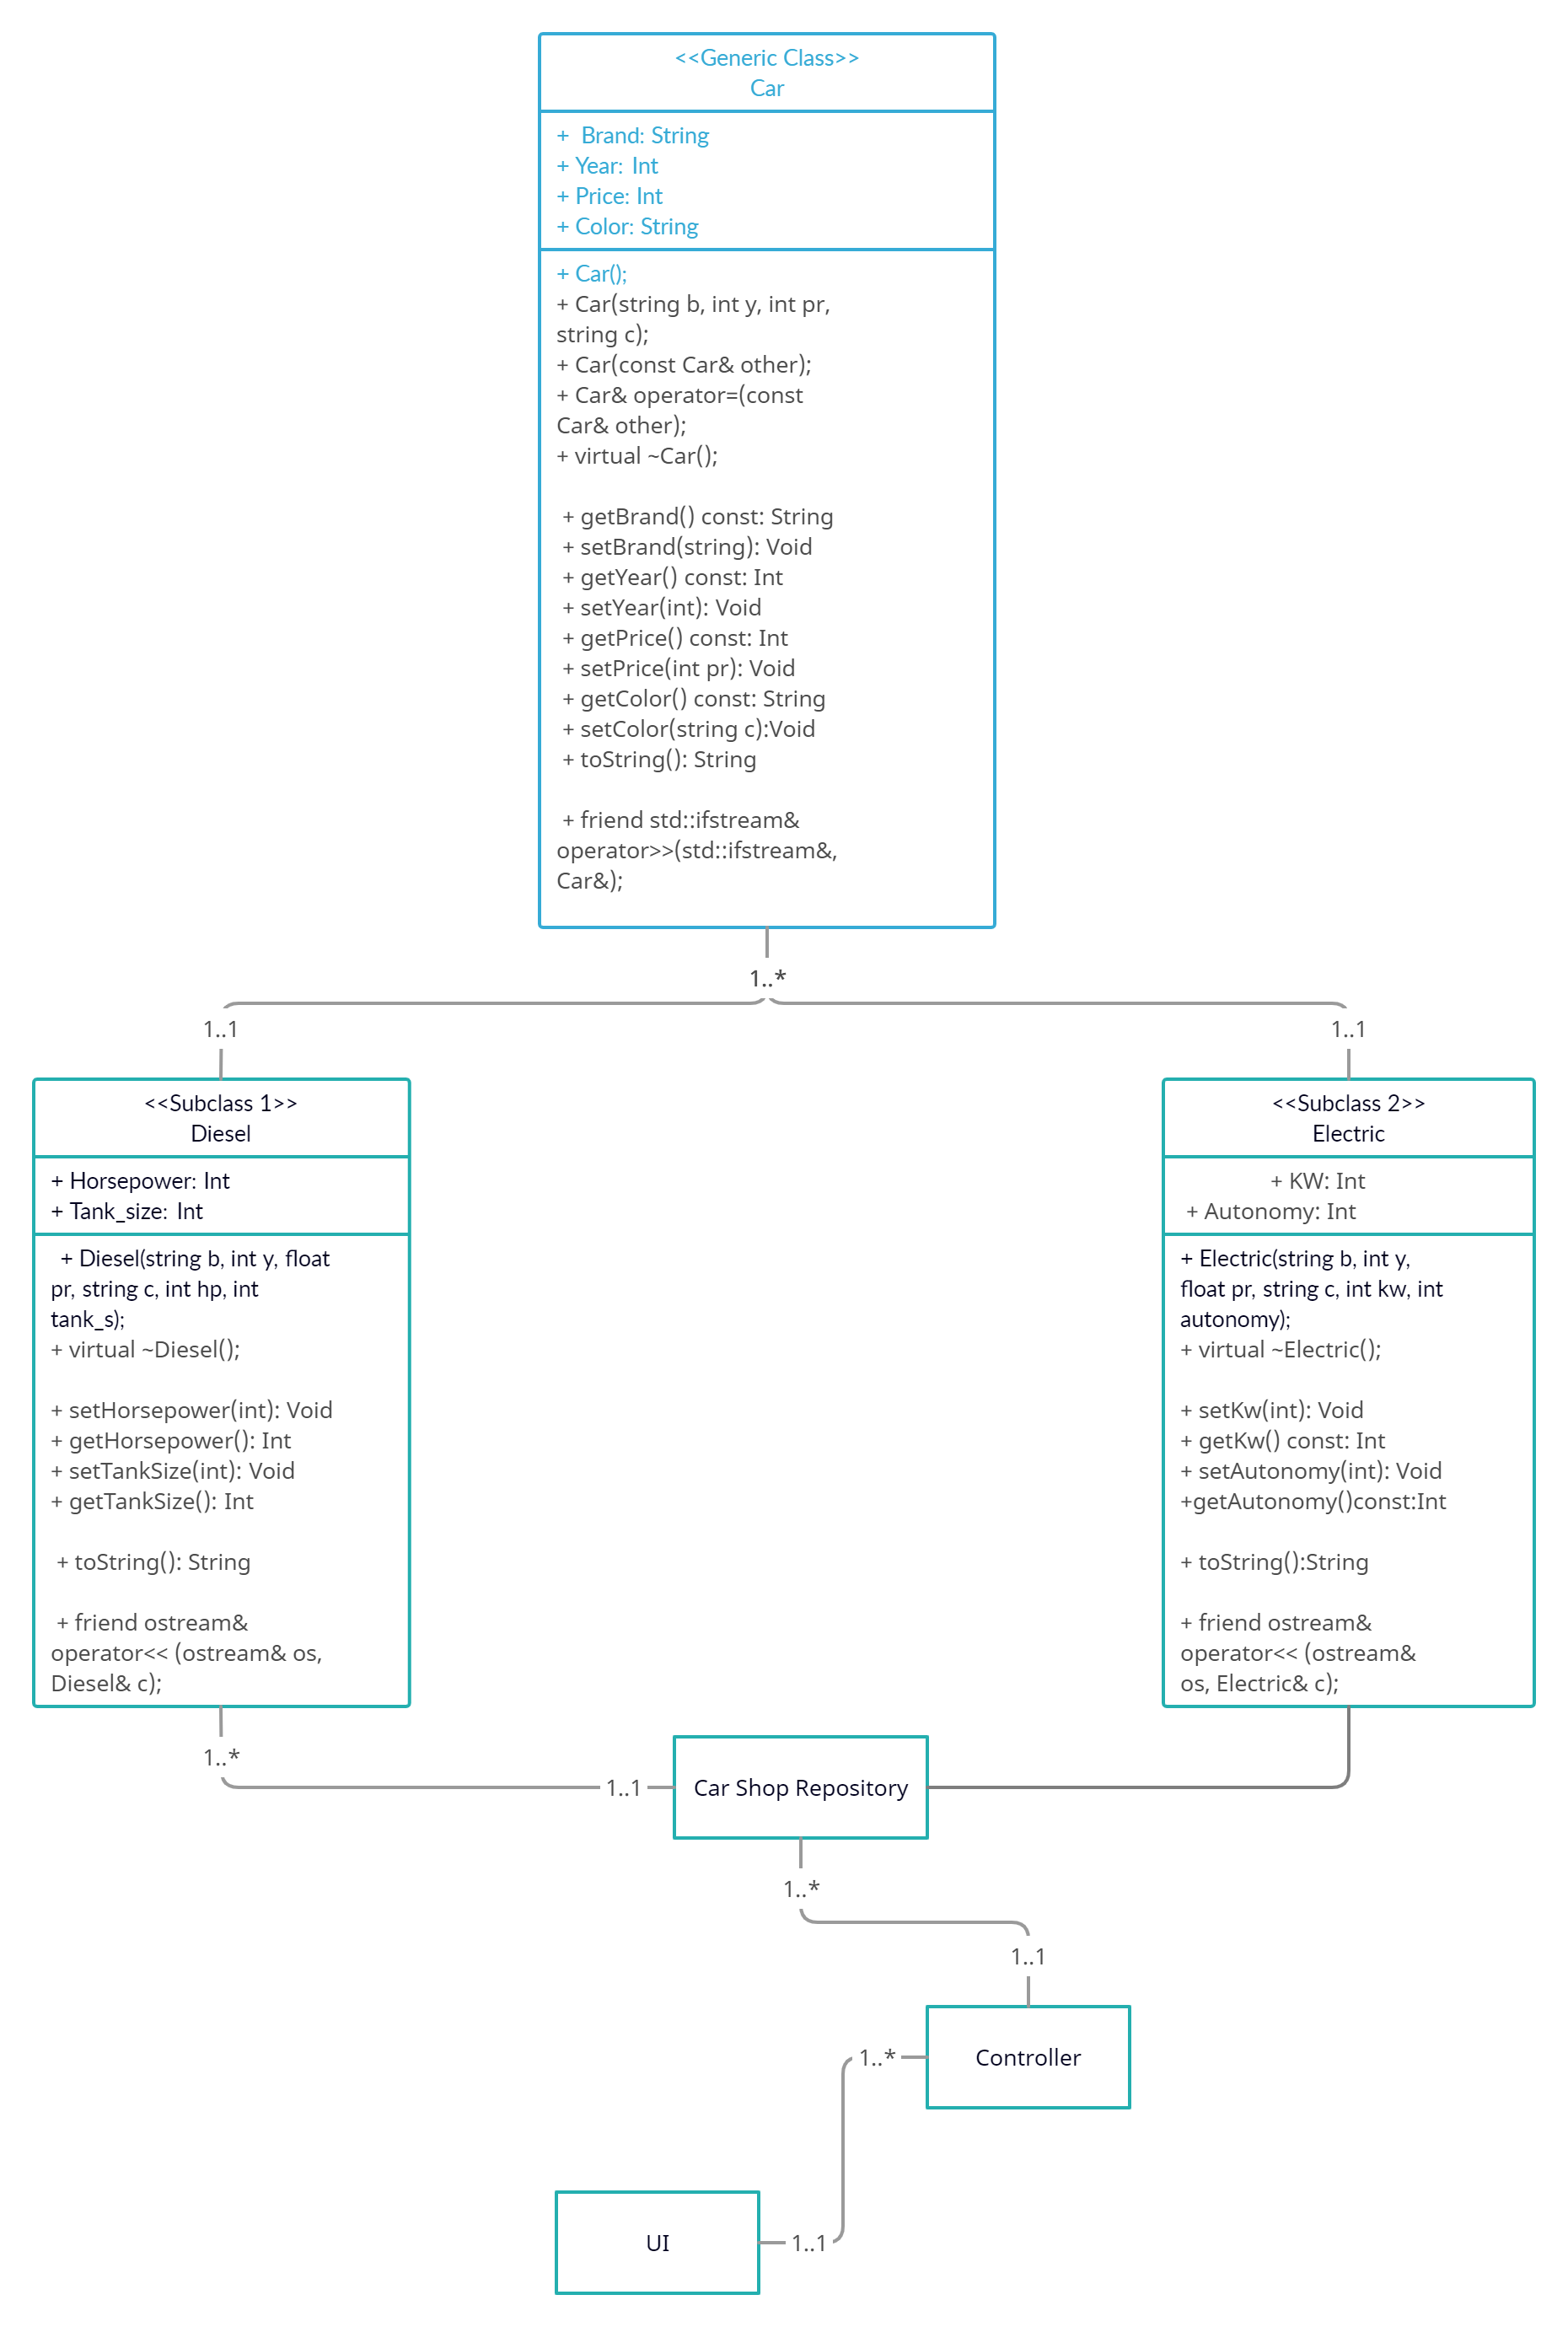 <<Generic Class>>
Car
+  Brand: String
+ Year: Int
+ Price: Int
+ Color: String
+ Car();
+ Car(string b, int y, int pr,
string c);
+ Car(const Car& other);
+ Car& operator=(const
Car& other);
+ virtual ~Car();
+ getBrand() const: String
+ setBrand(string): Void
+ getYear() const: Int
+ setYear(int): Void
+ getPrice() const: Int
+ setPrice(int pr): Void
+ getColor() const: String
+ setColor(string c):Void
+ toString(): String
+ friend std::ifstream&
operator>>(std::ifstream&,
Car&);
1..*
1..1
1..1
<<Subclass 1>>
Diesel
+ Horsepower: Int
+ Tank_size: Int
+ Diesel(string b, int y, float
pr, string c, int hp, int
tank_s);
+ virtual ~Diesel();
+ setHorsepower(int): Void
+ getHorsepower(): Int
+ setTankSize(int): Void
+ getTankSize(): Int
+ toString(): String
+ friend ostream&
operator<< (ostream& os,
Diesel& c);
<<Subclass 2>>
Electric
+ KW: Int
+ Autonomy: Int
+ Electric(string b, int y,
float pr, string c, int kw, int
autonomy);
+ virtual ~Electric();
+ setKw(int): Void
+ getKw() const: Int
+ setAutonomy(int): Void
+getAutonomy()const:Int
+ toString():String
+ friend ostream&
operator<< (ostream&
os, Electric& c);
1..*
1..1
Car Shop Repository
1..*
1..1
Controller
1..*
1..1
UI